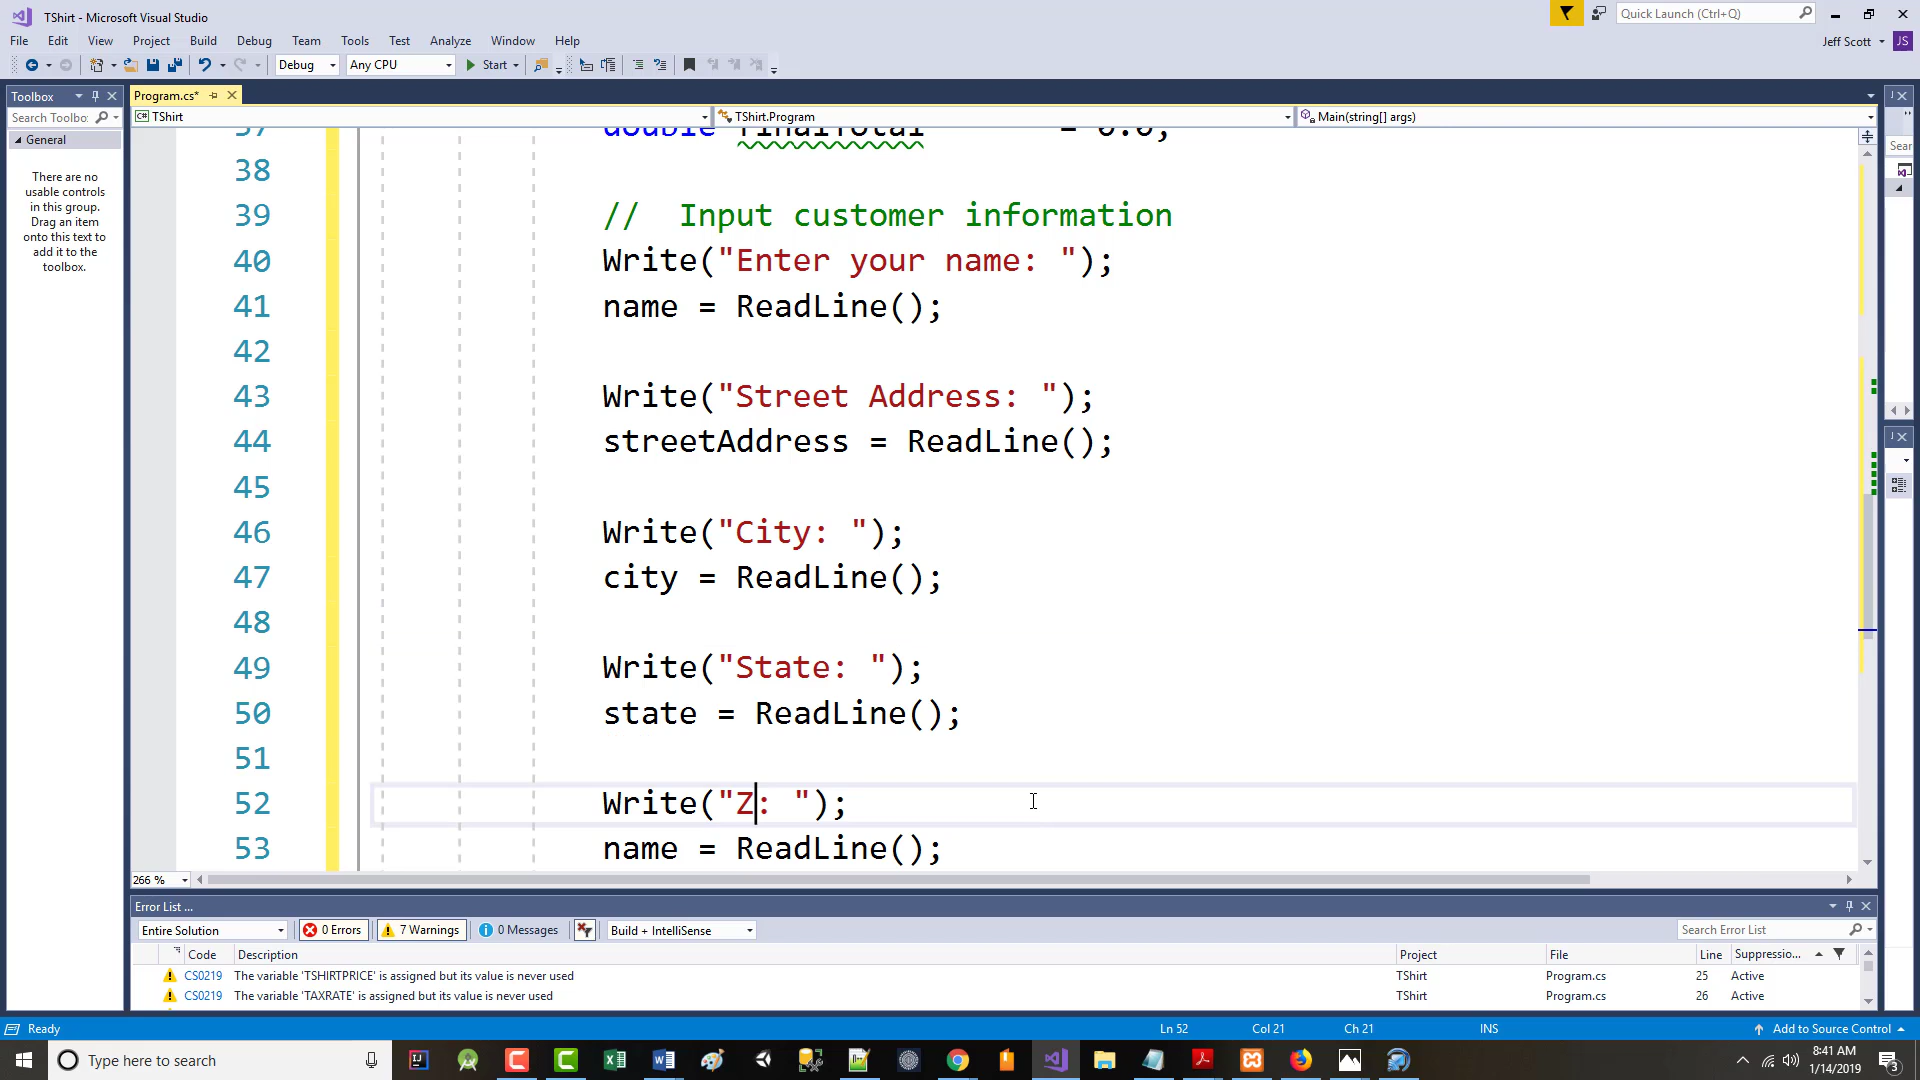 TShirt - Microsoft Visual Studio
Quick Launch (Ctrl+Q)
File Edit View Project Build Debug Team Tools Test Analyze Window Help
Jeff Scott JS
Debug Any CPU Start
Toolbox
Program.cs*
Search Toolbo
TShirt
TShirt.Program
Main(string[] args)
General
There are no
usable controls
in this group.
Drag an item
onto this text to
add it to the
toolbox.
Sear
37 double finalTotal = 0.0;
38
39 // Input customer information
40 Write("Enter your name: ");
41 name = ReadLine();
42
43 Write("Street Address: ");
44 streetAddress = ReadLine();
45
46 Write("City: ");
47 city = ReadLine();
48
49 Write("State: ");
50 state = ReadLine();
51
52 Write("Z: ");
53 name = ReadLine();
266 %
Error List ...
Entire Solution 0 Errors 7 Warnings 0 Messages Build + IntelliSense Search Error List
Code Description Project File Line Suppressio...
CS0219 The variable 'TSHIRTPRICE' is assigned but its value is never used TShirt Program.cs 25 Active
CS0219 The variable 'TAXRATE' is assigned but its value is never used TShirt Program.cs 26 Active
Ready Ln 52 Col 21 Ch 21 INS Add to Source Control
Type here to search
8:41 AM
1/14/2019
3